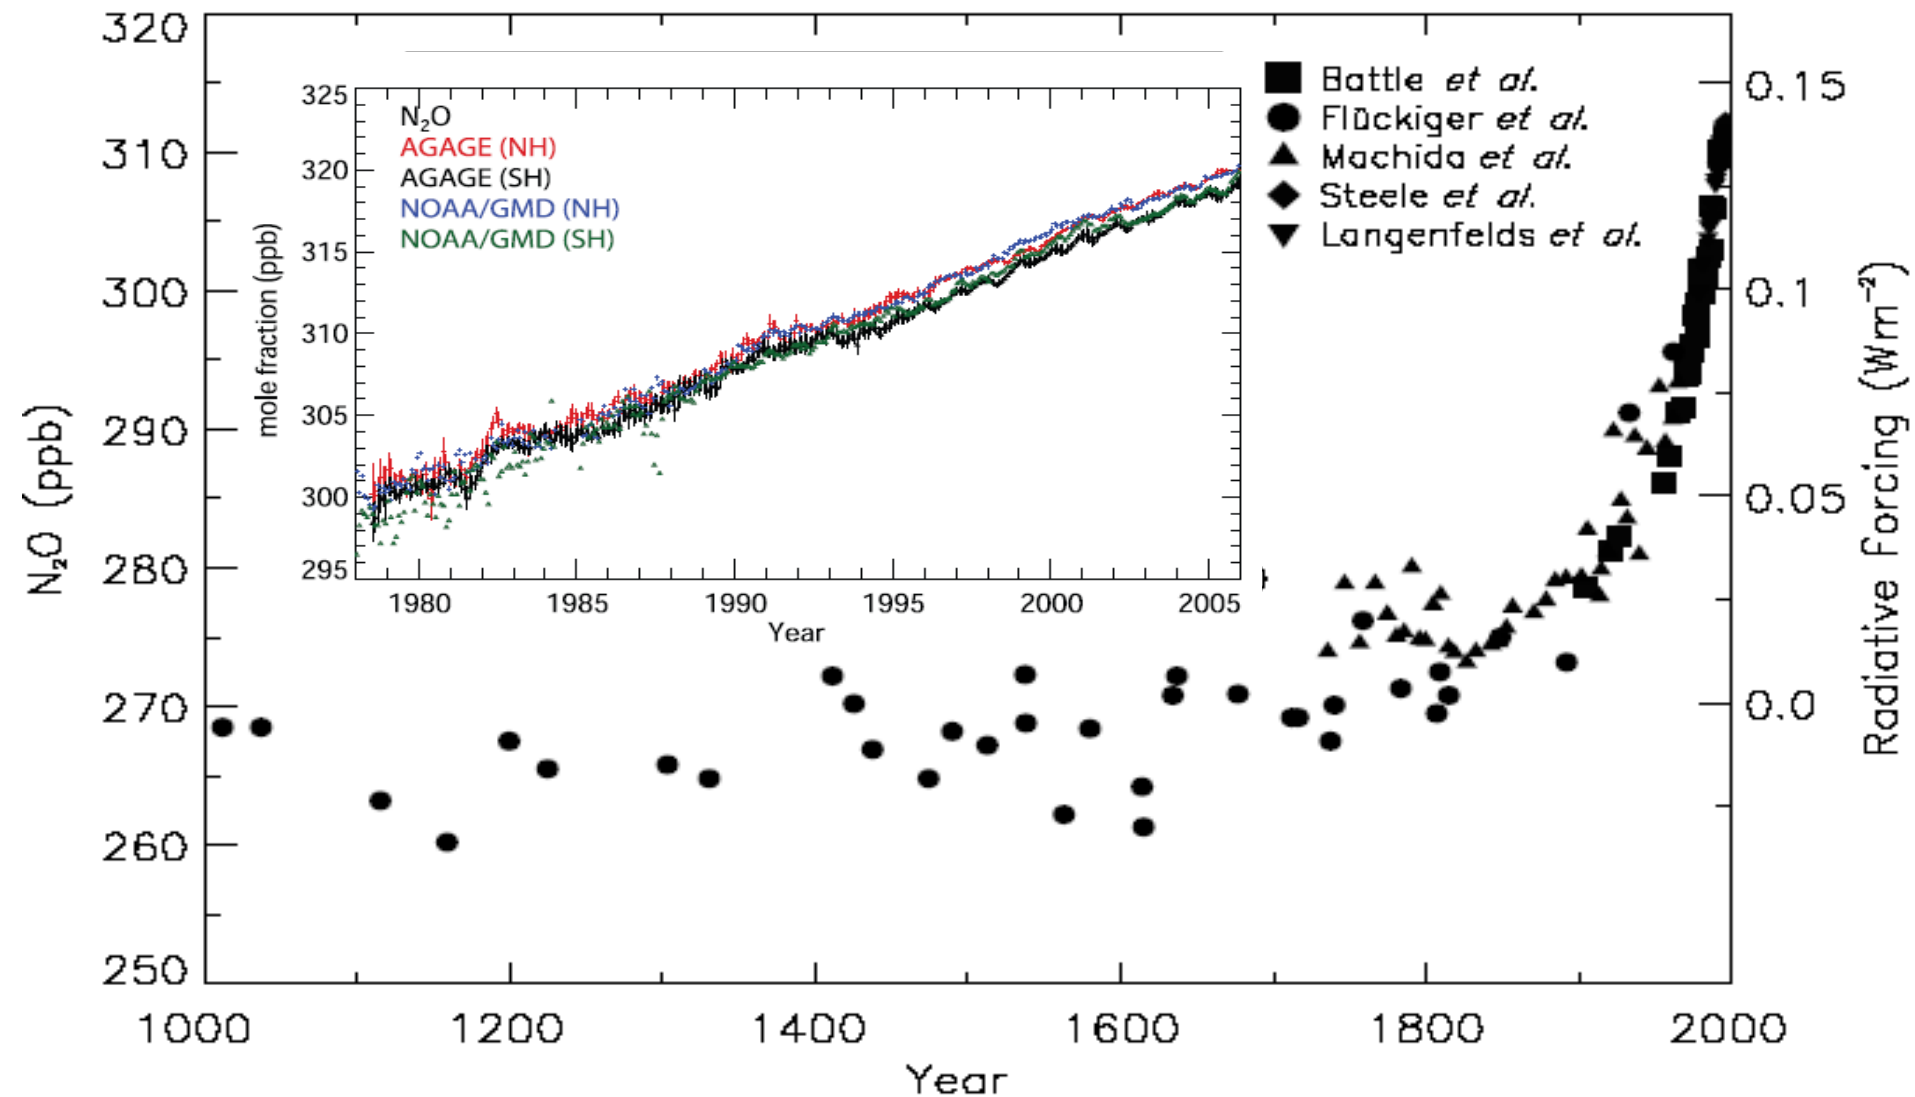 320
310
300
290
280
270
260
250
N₂O (ppb)
1000
1200
1400
1600
1800
2000
Year
0.15
0.1
0.05
0.0
Radiative Forcing (Wm⁻²)
Battle et al.
Flückiger et al.
Machida et al.
Steele et al.
Langenfelds et al.
N₂O
AGAGE (NH)
AGAGE (SH)
NOAA/GMD (NH)
NOAA/GMD (SH)
325
320
315
310
305
300
295
mole fraction (ppb)
1980
1985
1990
1995
2000
2005
Year